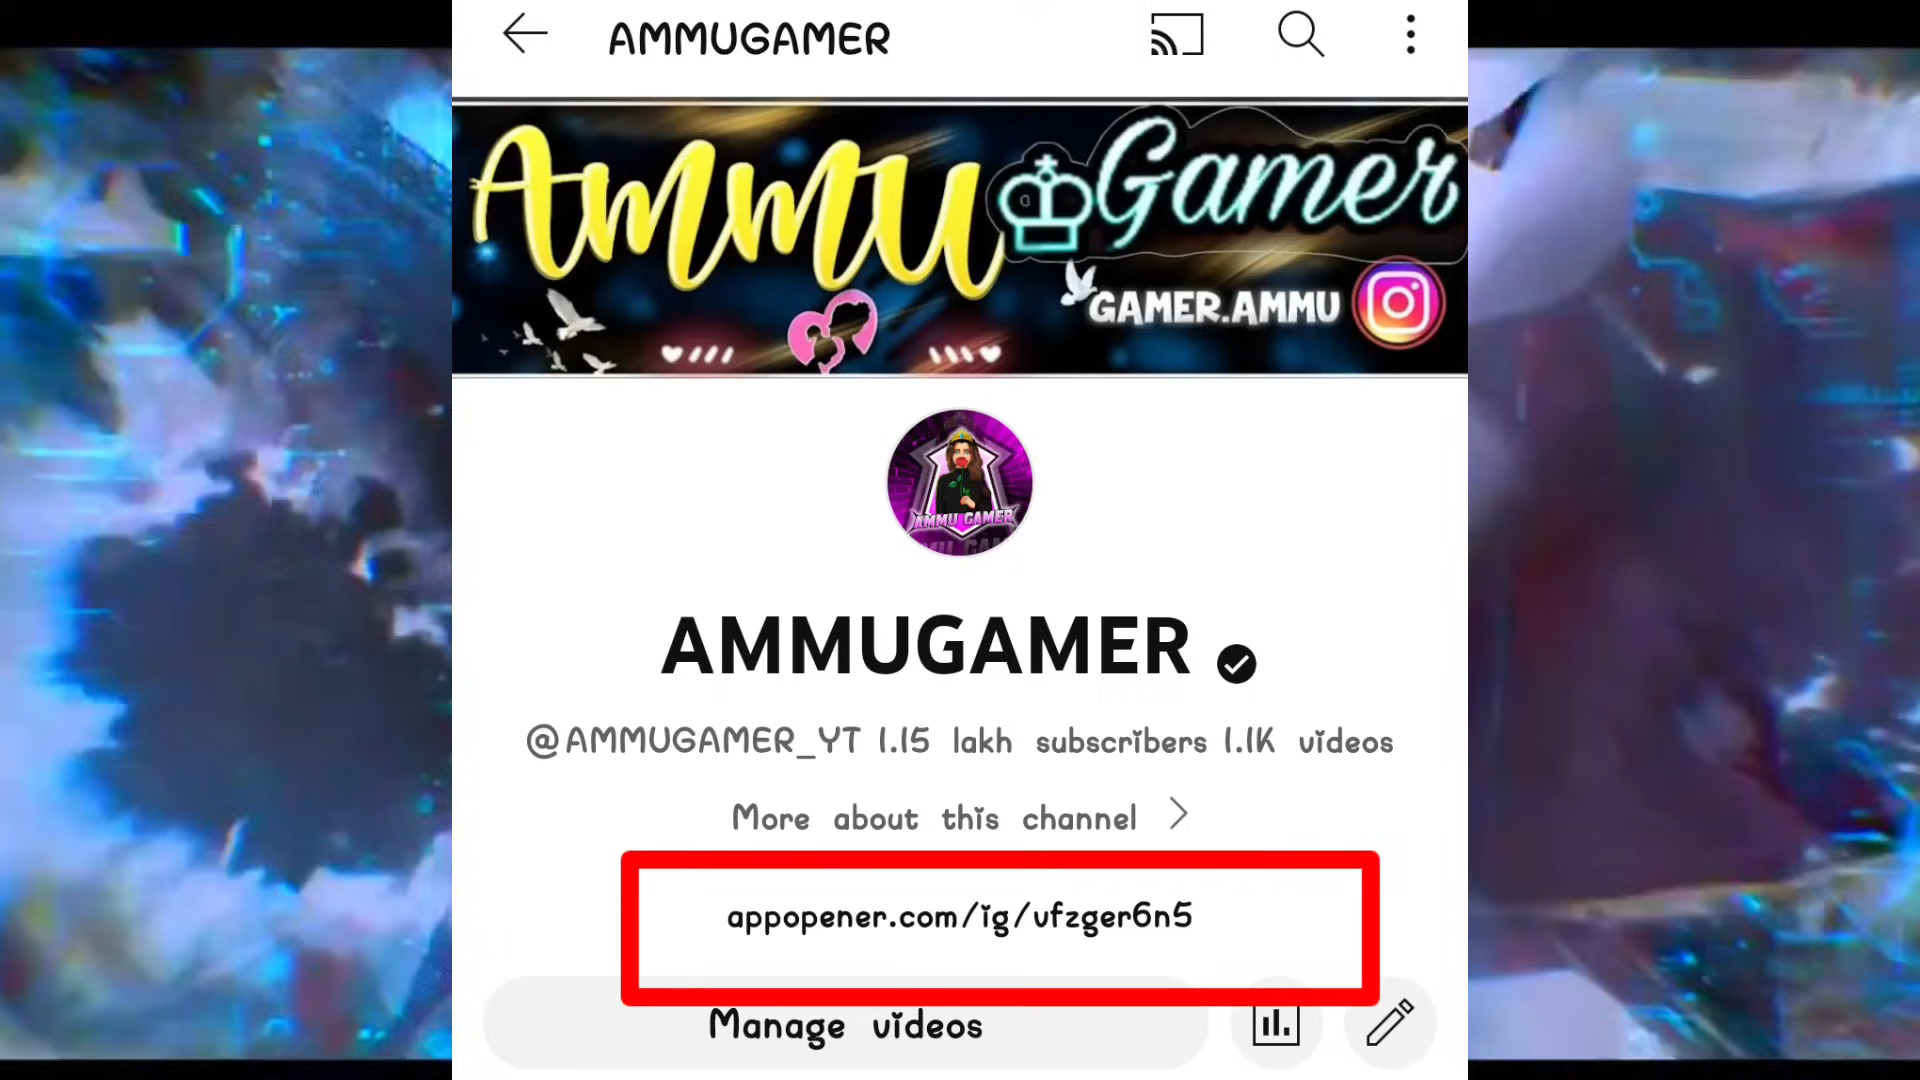 AMMUGAMER
Ammu Gamer
GAMER.AMMU
AMMU GAMER
AMMUGAMER
@AMMUGAMER_YT 1.15 lakh subscribers 1.1K videos
More about this channel
appopener.com/ig/ufzger6n5
Manage videos